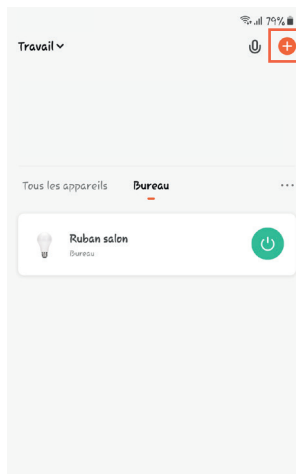 79%
Travail
Tous les appareils Bureau ...
Ruban salon
Bureau